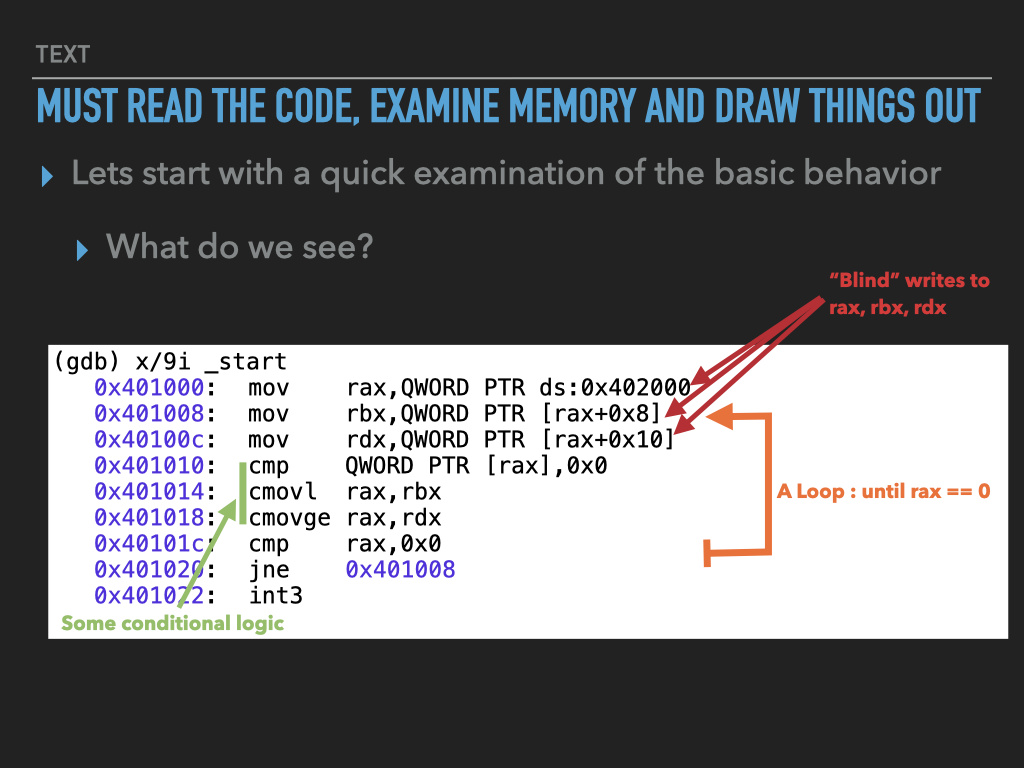 TEXT
MUST READ THE CODE, EXAMINE MEMORY AND DRAW THINGS OUT
Lets start with a quick examination of the basic behavior
What do we see?
“Blind” writes to
rax, rbx, rdx
(gdb) x/9i _start
0x401000: mov rax,QWORD PTR ds:0x402000
0x401008: mov rbx,QWORD PTR [rax+0x8]
0x40100c: mov rdx,QWORD PTR [rax+0x10]
0x401010: cmp QWORD PTR [rax],0x0
0x401014: cmovl rax,rbx
0x401018: cmovge rax,rdx
0x40101c: cmp rax,0x0
0x401020: jne 0x401008
0x401022: int3
A Loop : until rax == 0
Some conditional logic